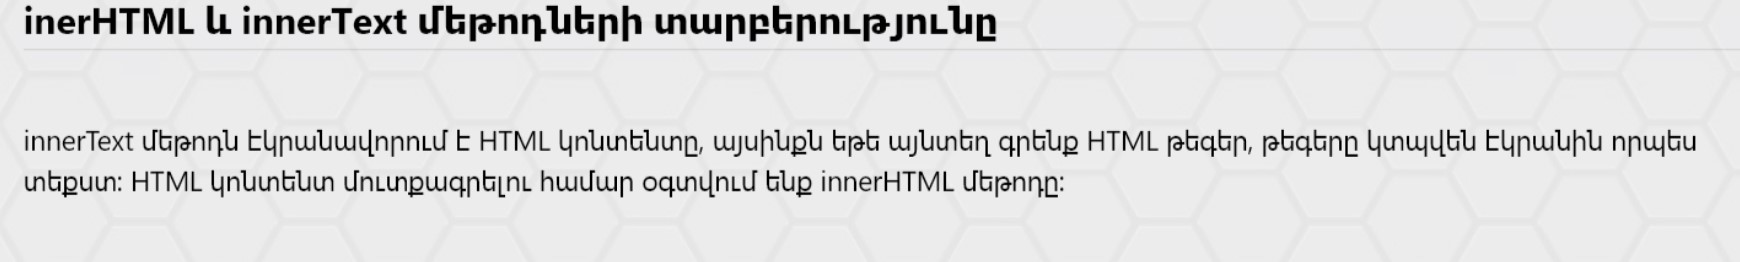 inerHTML և innerText մեթոդների տարբերությունը
innerText մեթոդն էկրանավորում է HTML կոնտենտը, այսինքն եթե այնտեղ գրենք HTML թեգեր, թեգերը կտպվեն էկրանին որպես
տեքստ: HTML կոնտենտ մուտքագրելու համար օգտվում ենք innerHTML մեթոդը: